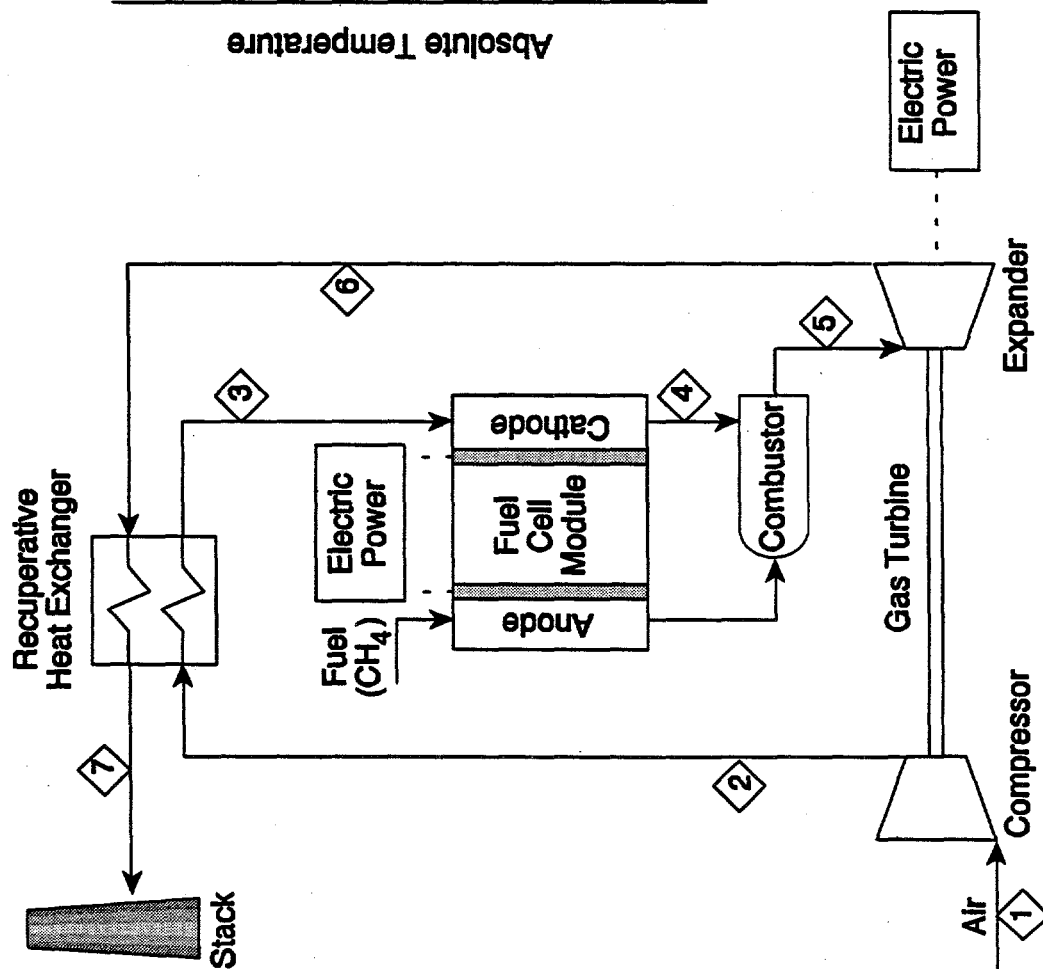 Absolute Temperature
Electric
Power
Recuperative
Heat Exchanger
7
6
3
2
Stack
Electric
Power
Fuel
(CH4)
Anode
Fuel
Cell
Module
Cathode
4
5
Combustor
Gas Turbine
Expander
Compressor
Air
1